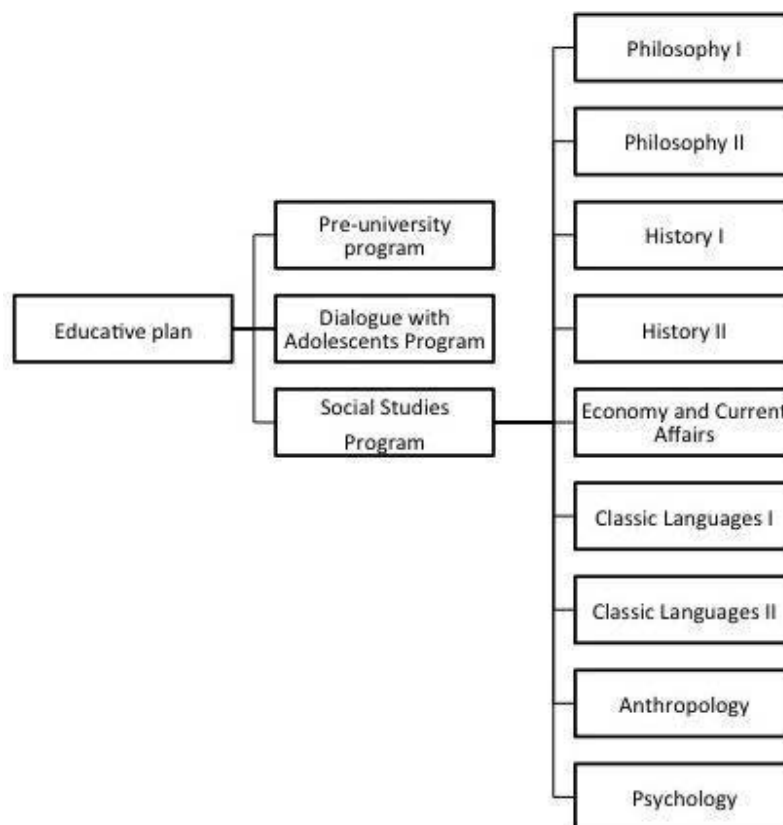 Educative plan
Pre-university
program
Dialogue with
Adolescents Program
Social Studies
Program
Philosophy I
Philosophy II
History I
History II
Economy and Current
Affairs
Classic Languages I
Classic Languages II
Anthropology
Psychology